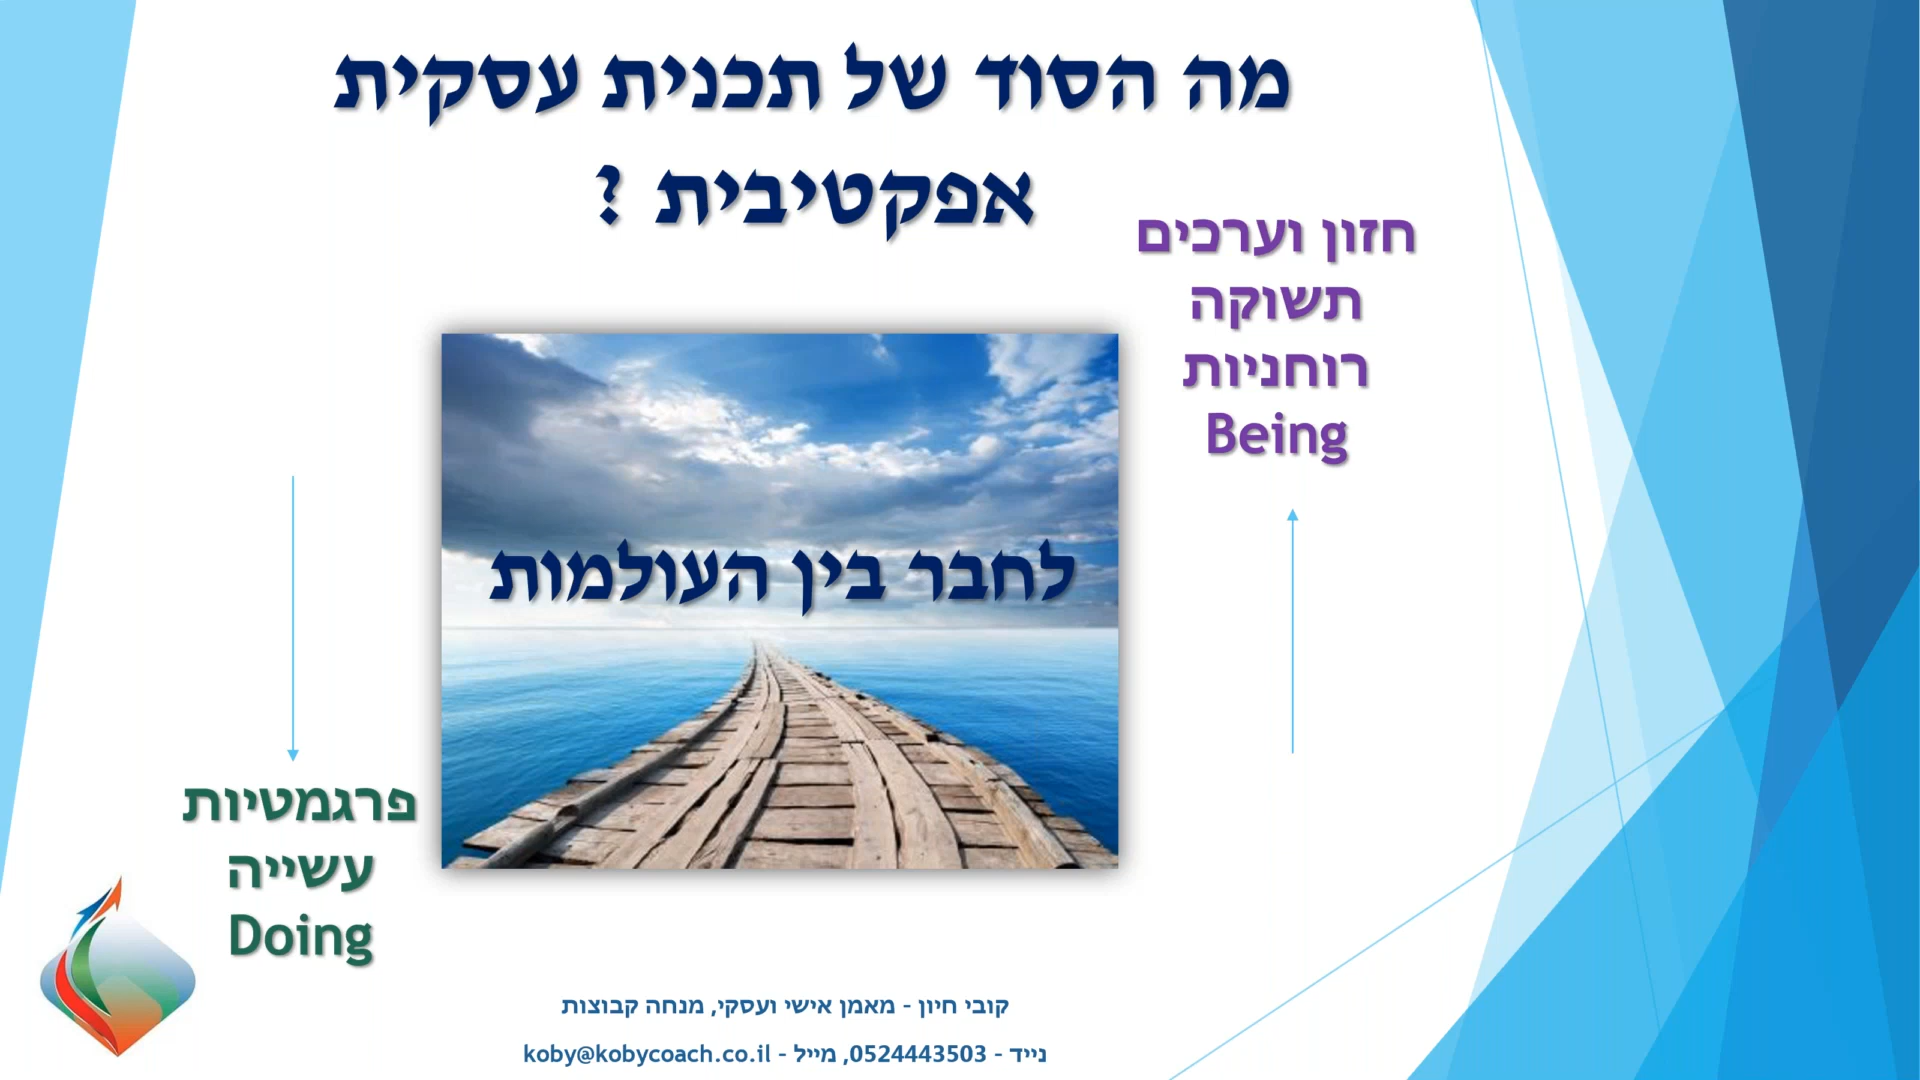 מה הסוד של תכנית עסקית
אפקטיבית ?
חזון וערכים
תשוקה
רוחניות
Being
לחבר בין העולמות
פרגמטיות
עשייה
Doing
קובי חיון - מאמן אישי ועסקי, מנחה קבוצות
נייד - 0524443503, מייל - koby@kobycoach.co.il